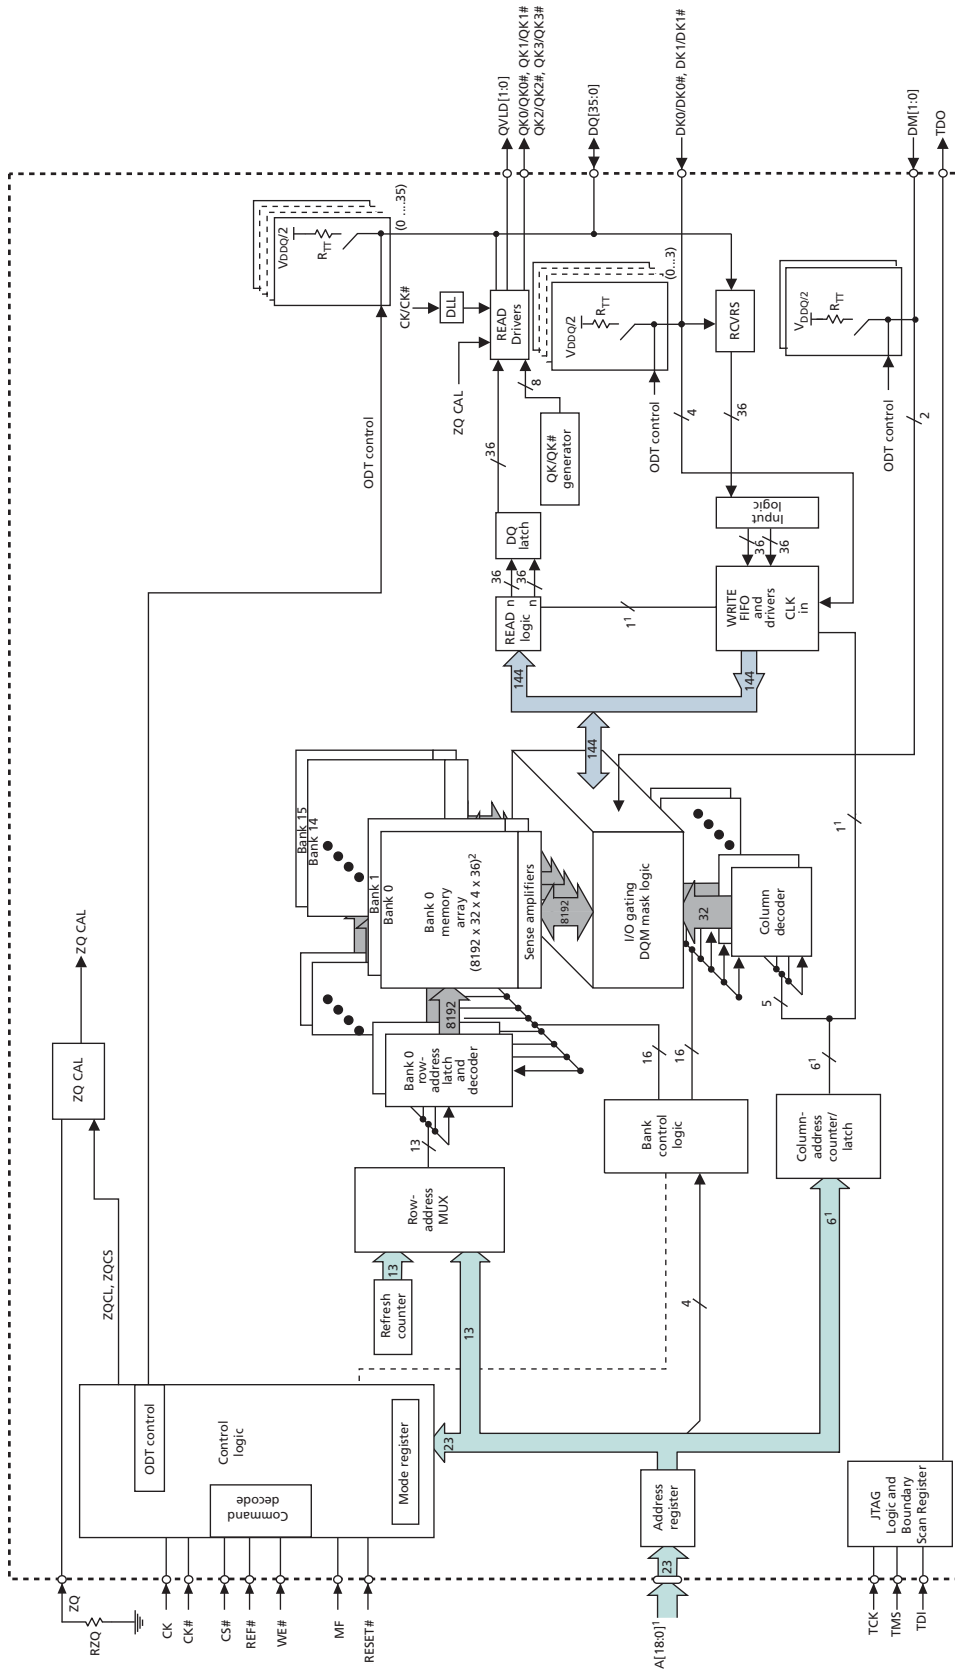 ZQ
RZQ
CK
CK#
CS#
REF#
WE#
MF
RESET#
A[18:0]¹
TCK
TMS
TDI
ZQ CAL
ZQ CAL
ZQCL, ZQCS
ODT control
Control
logic
Command
decode
Mode register
23
23
Address
register
JTAG
Logic and
Boundary
Scan Register
Refresh
counter
13
13
Row-
address
MUX
13
4
6¹
Bank
control
logic
16
16
Column-
address
counter/
latch
6¹
5
1¹
Bank 0
row-
address
latch
and
decoder
8192
Bank 15
Bank 14
Bank 1
Bank 0
Bank 0
memory
array
(8192 x 32 x 4 x 36)²
Sense amplifiers
8192
I/O gating
DQM mask logic
32
Column
decoder
144
144
144
READ
logic
n
n
36
36
DQ
latch
36
1¹
WRITE
FIFO
and
drivers
CLK
in
36
36
Input
logic
36
QK/QK#
generator
8
ZQ CAL
CK/CK#
DLL
READ
Drivers
ODT control
VDDQ/2
RTT
(0 ....35)
ODT control
VDDQ/2
RTT
(0...3)
4
RCVRS
ODT control
VDDQ/2
RTT
2
QVLD[1:0]
QK0/QK0#, QK1/QK1#
QK2/QK2#, QK3/QK3#
DQ[35:0]
DK0/DK0#, DK1/DK1#
DM[1:0]
TDO